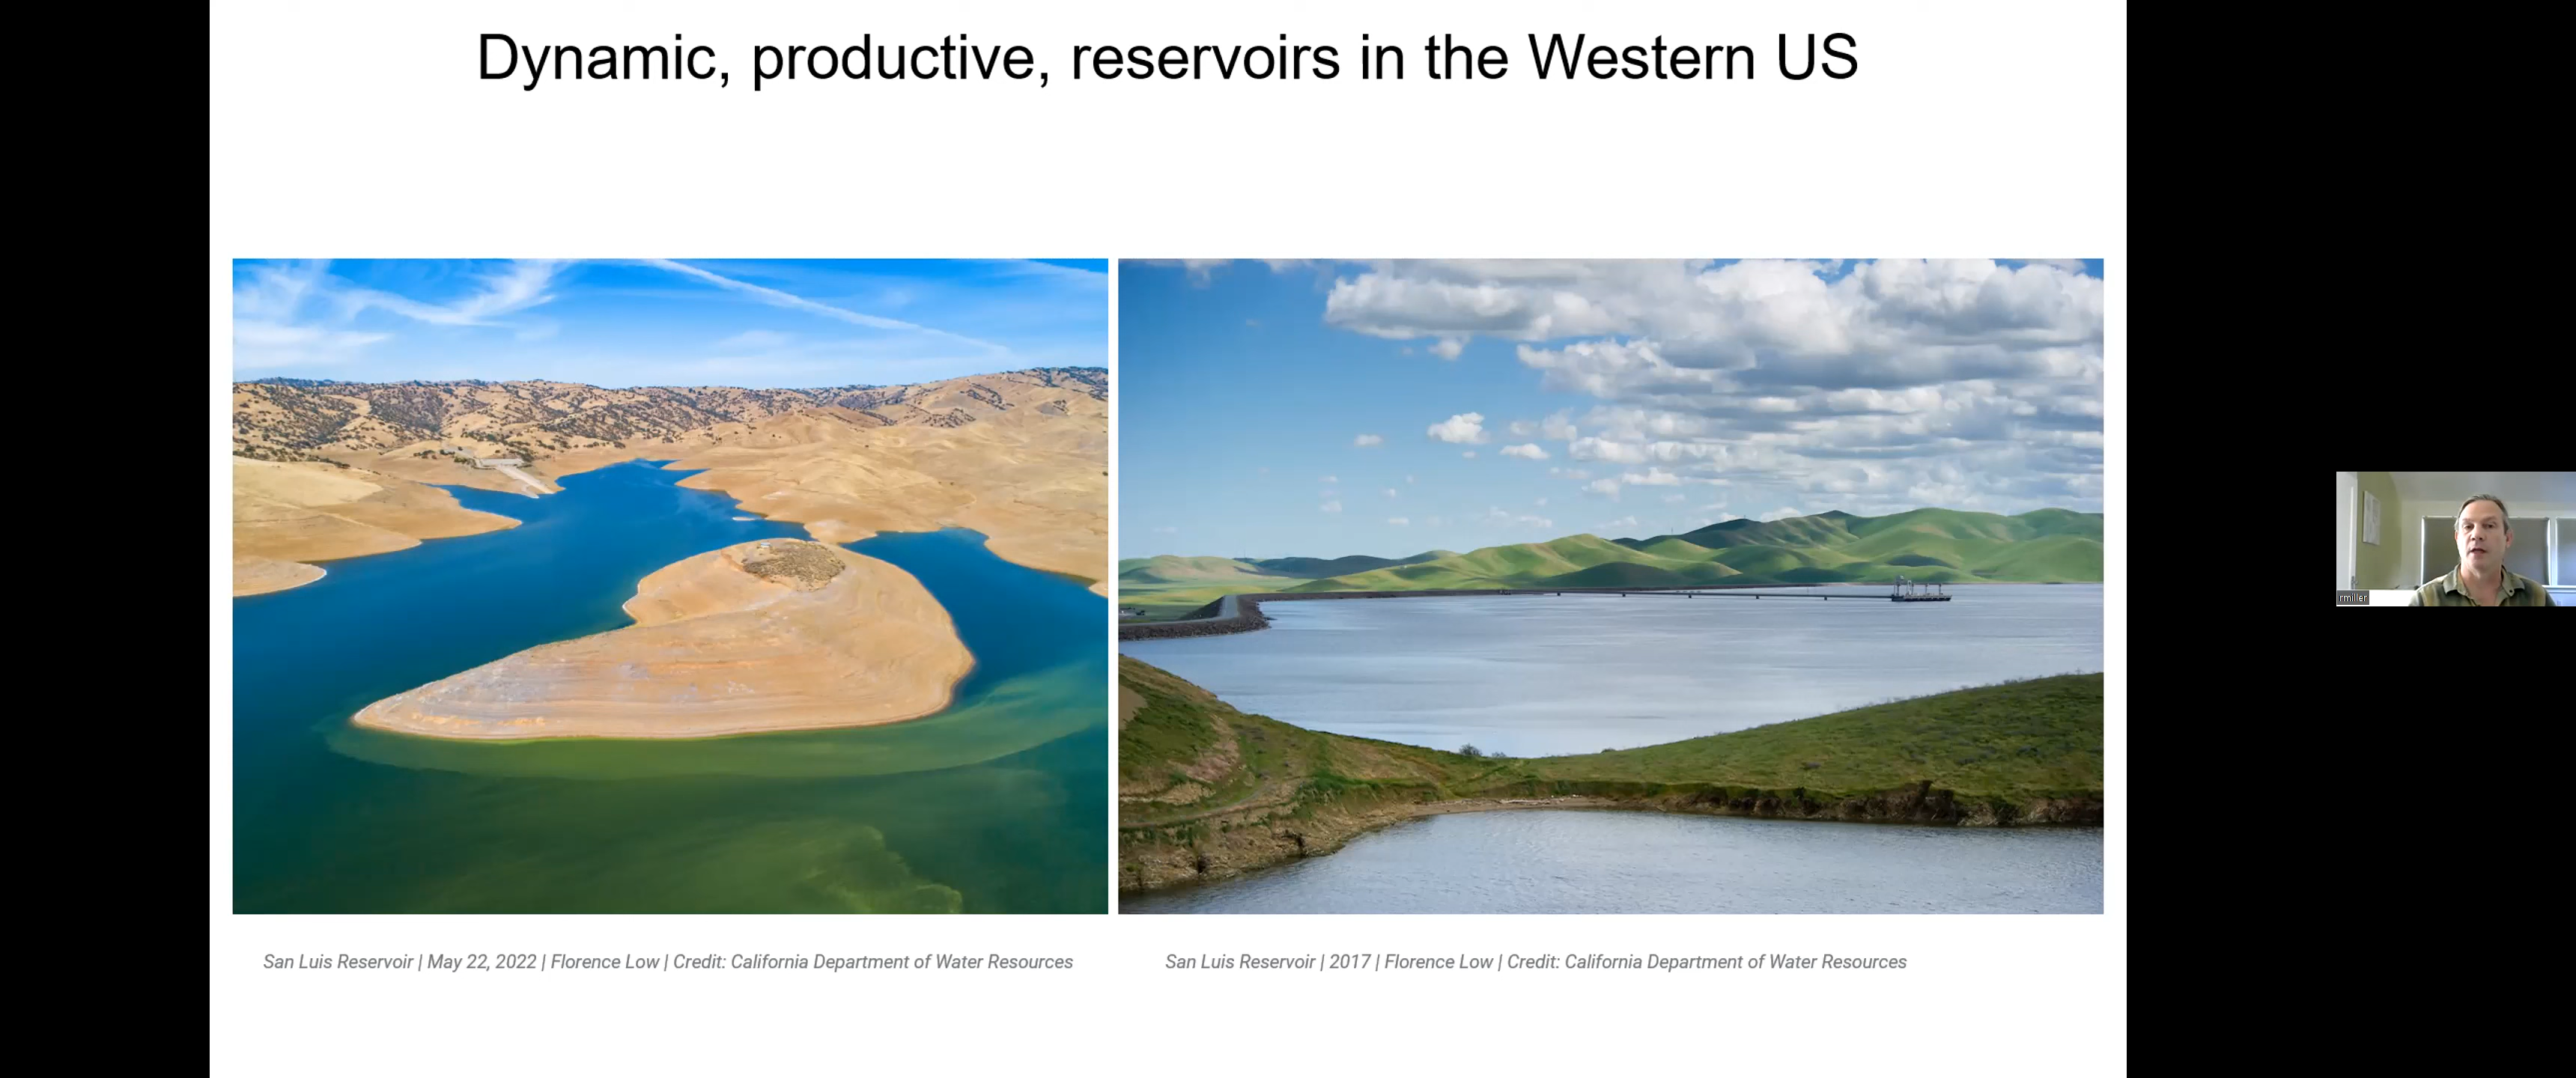 Dynamic, productive, reservoirs in the Western US
rmiller
San Luis Reservoir | May 22, 2022 | Florence Low | Credit: California Department of Water Resources
San Luis Reservoir | 2017 | Florence Low | Credit: California Department of Water Resources